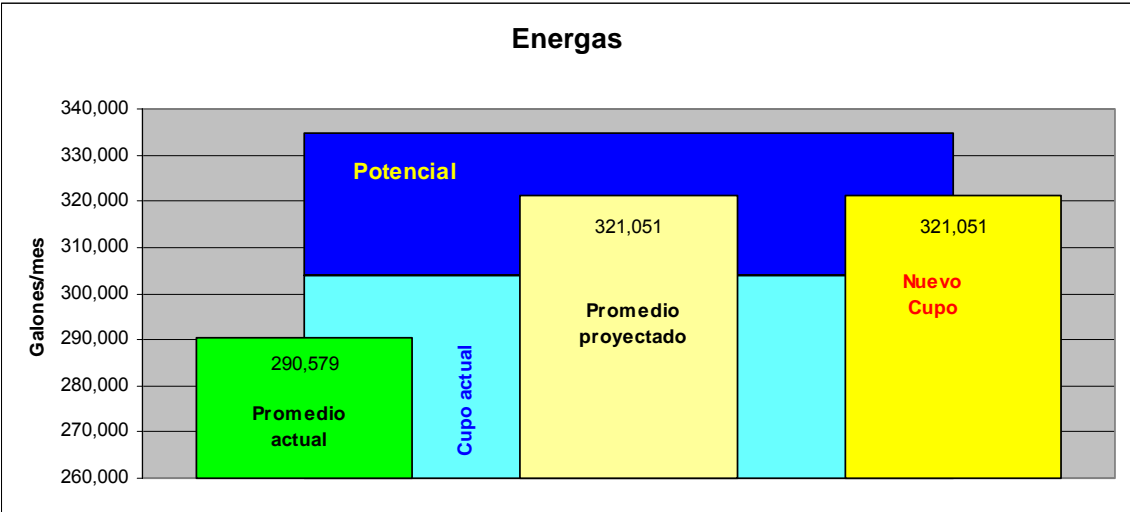 Energas
Galones/mes
340,000
330,000
320,000
310,000
300,000
290,000
280,000
270,000
260,000
Potencial
321,051
321,051
Nuevo
Cupo
Promedio
proyectado
290,579
Promedio
actual
Cupo actual